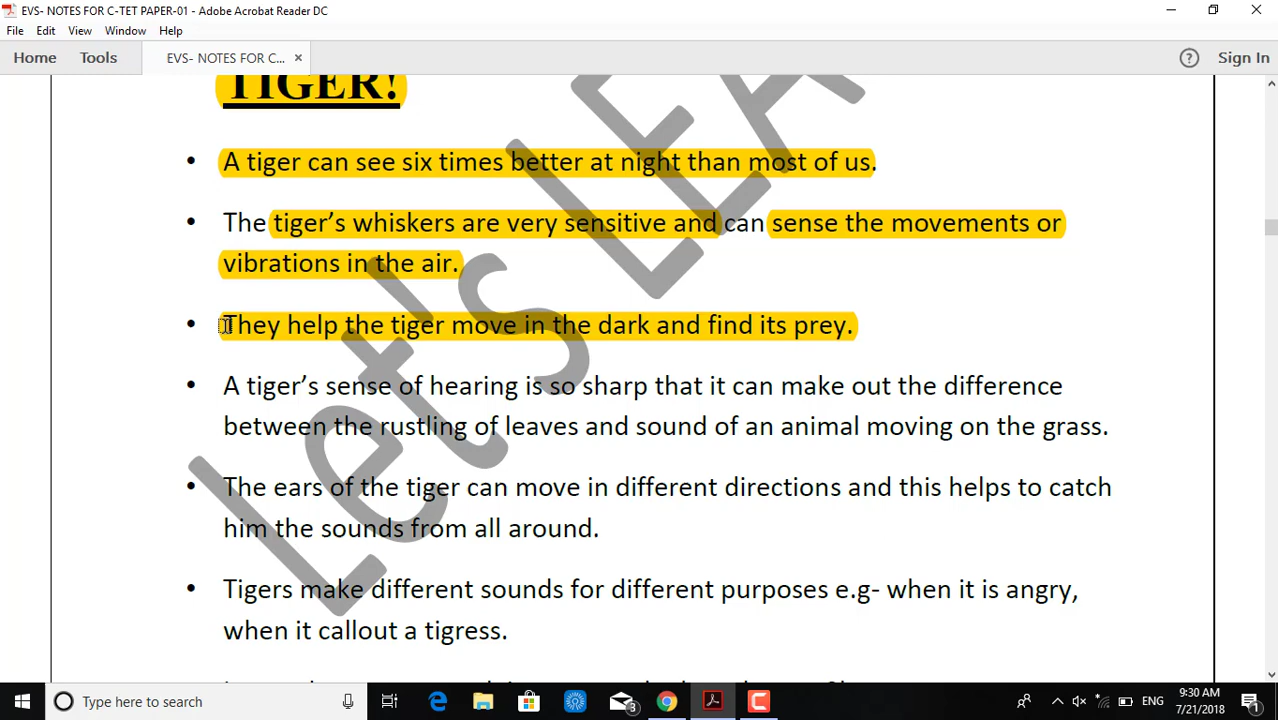 EVS- NOTES FOR C-TET PAPER-01 - Adobe Acrobat Reader DC
File Edit View Window Help
Home Tools EVS- NOTES FOR C... × Sign In
TIGER!
• A tiger can see six times better at night than most of us.
• The tiger's whiskers are very sensitive and can sense the movements or
vibrations in the air.
• They help the tiger move in the dark and find its prey.
• A tiger's sense of hearing is so sharp that it can make out the difference
between the rustling of leaves and sound of an animal moving on the grass.
• The ears of the tiger can move in different directions and this helps to catch
him the sounds from all around.
• Tigers make different sounds for different purposes e.g- when it is angry,
when it callout a tigress.
Let's LEA
Type here to search 3 ENG 9:30 AM
7/21/2018 1